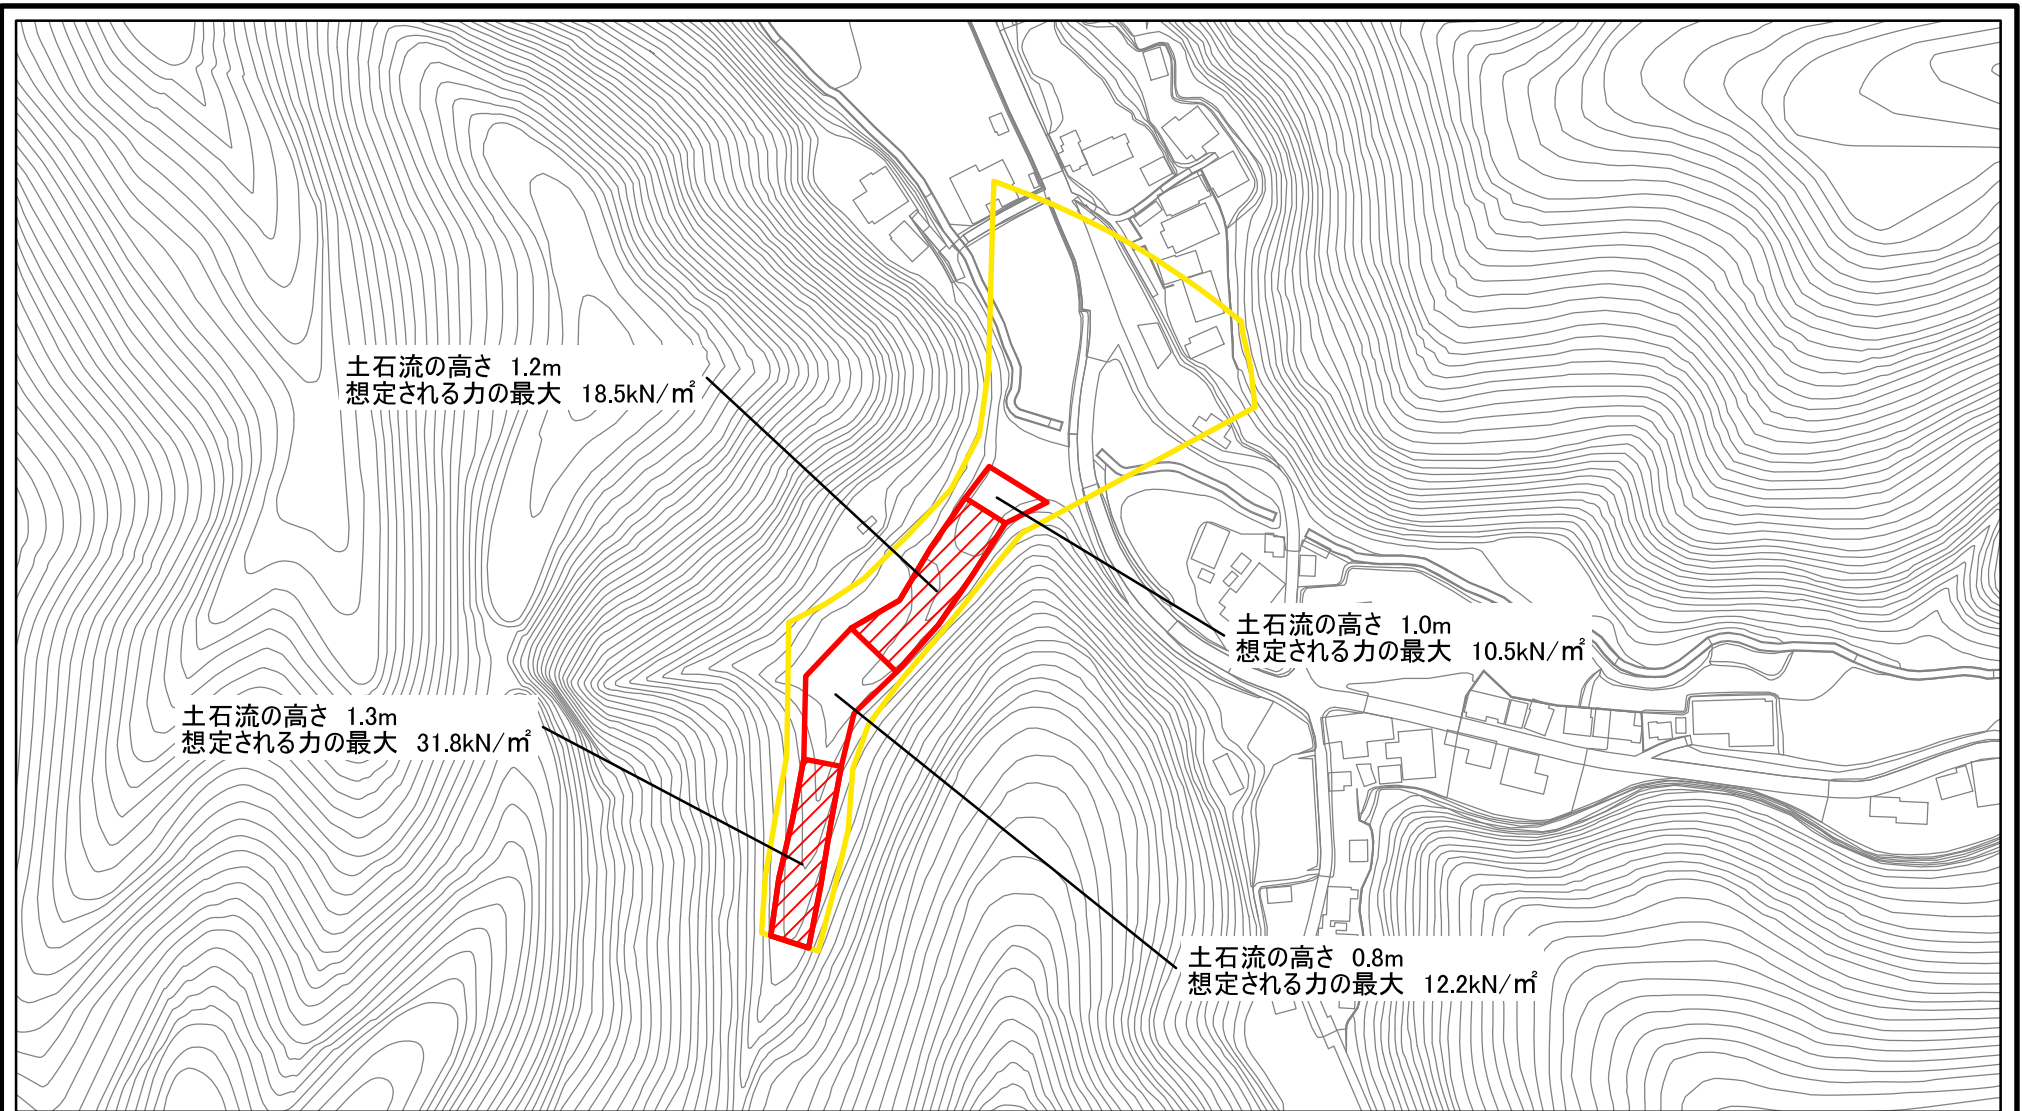 土石流の高さ 1.2m
想定される力の最大 18.5kN/㎡
土石流の高さ 1.0m
想定される力の最大 10.5kN/㎡
土石流の高さ 1.3m
想定される力の最大 31.8kN/㎡
土石流の高さ 0.8m
想定される力の最大 12.2kN/㎡